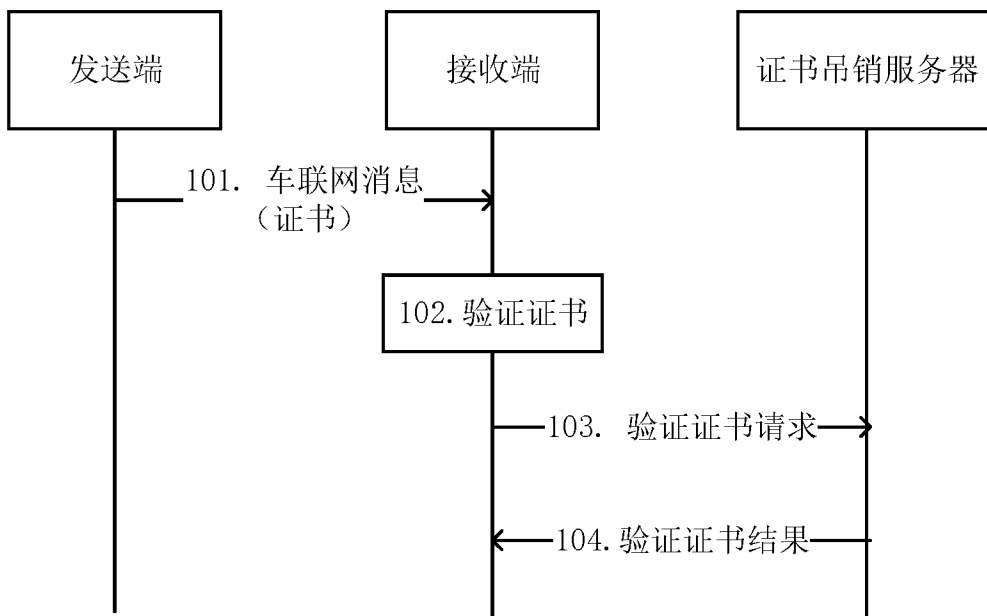 发送端
接收端
证书吊销服务器
101. 车联网消息
（证书）
102.验证证书
103. 验证证书请求
104.验证证书结果